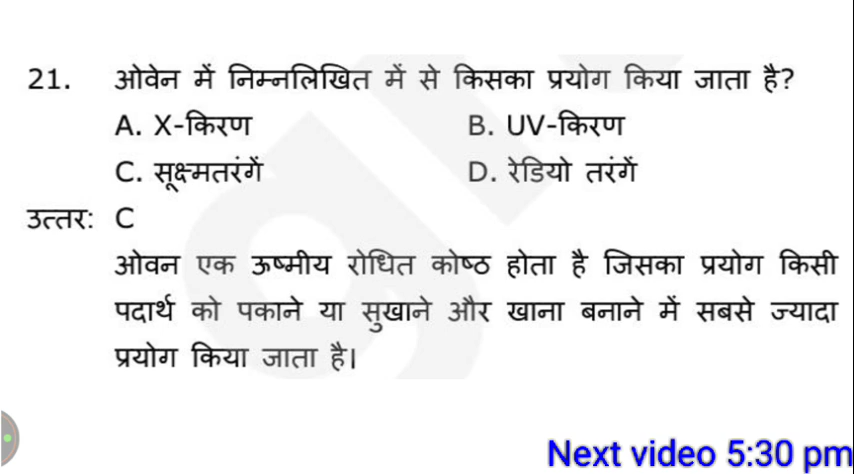 21. ओवेन में निम्नलिखित में से किसका प्रयोग किया जाता है?
A. X-किरण B. UV-किरण
C. सूक्ष्मतरंगें D. रेडियो तरंगें
उत्तर: C
ओवन एक ऊष्मीय रोधित कोष्ठ होता है जिसका प्रयोग किसी
पदार्थ को पकाने या सुखाने और खाना बनाने में सबसे ज्यादा
प्रयोग किया जाता है।
Next video 5:30 pm